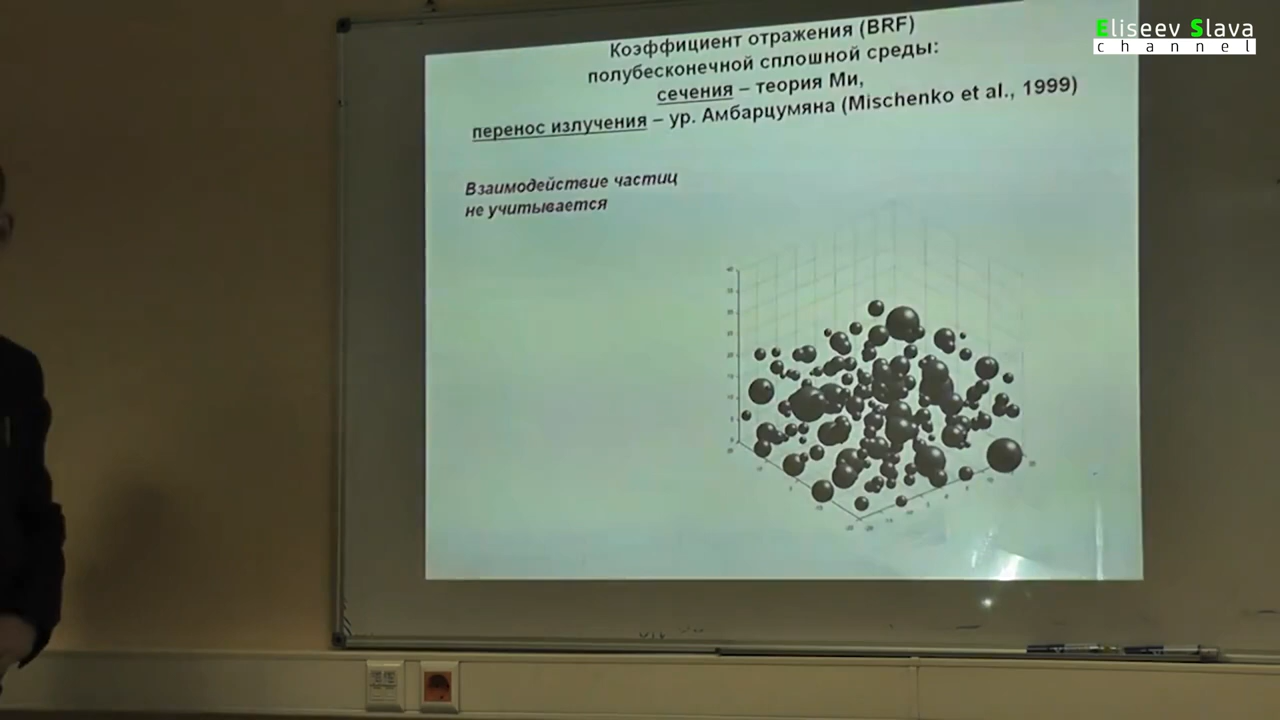 Eliseev Slava
channel
Коэффициент отражения (BRF)
полубесконечной сплошной среды:
сечения – теория Ми,
перенос излучения – ур. Амбарцумяна (Mischenko et al., 1999)
Взаимодействие частиц
не учитывается